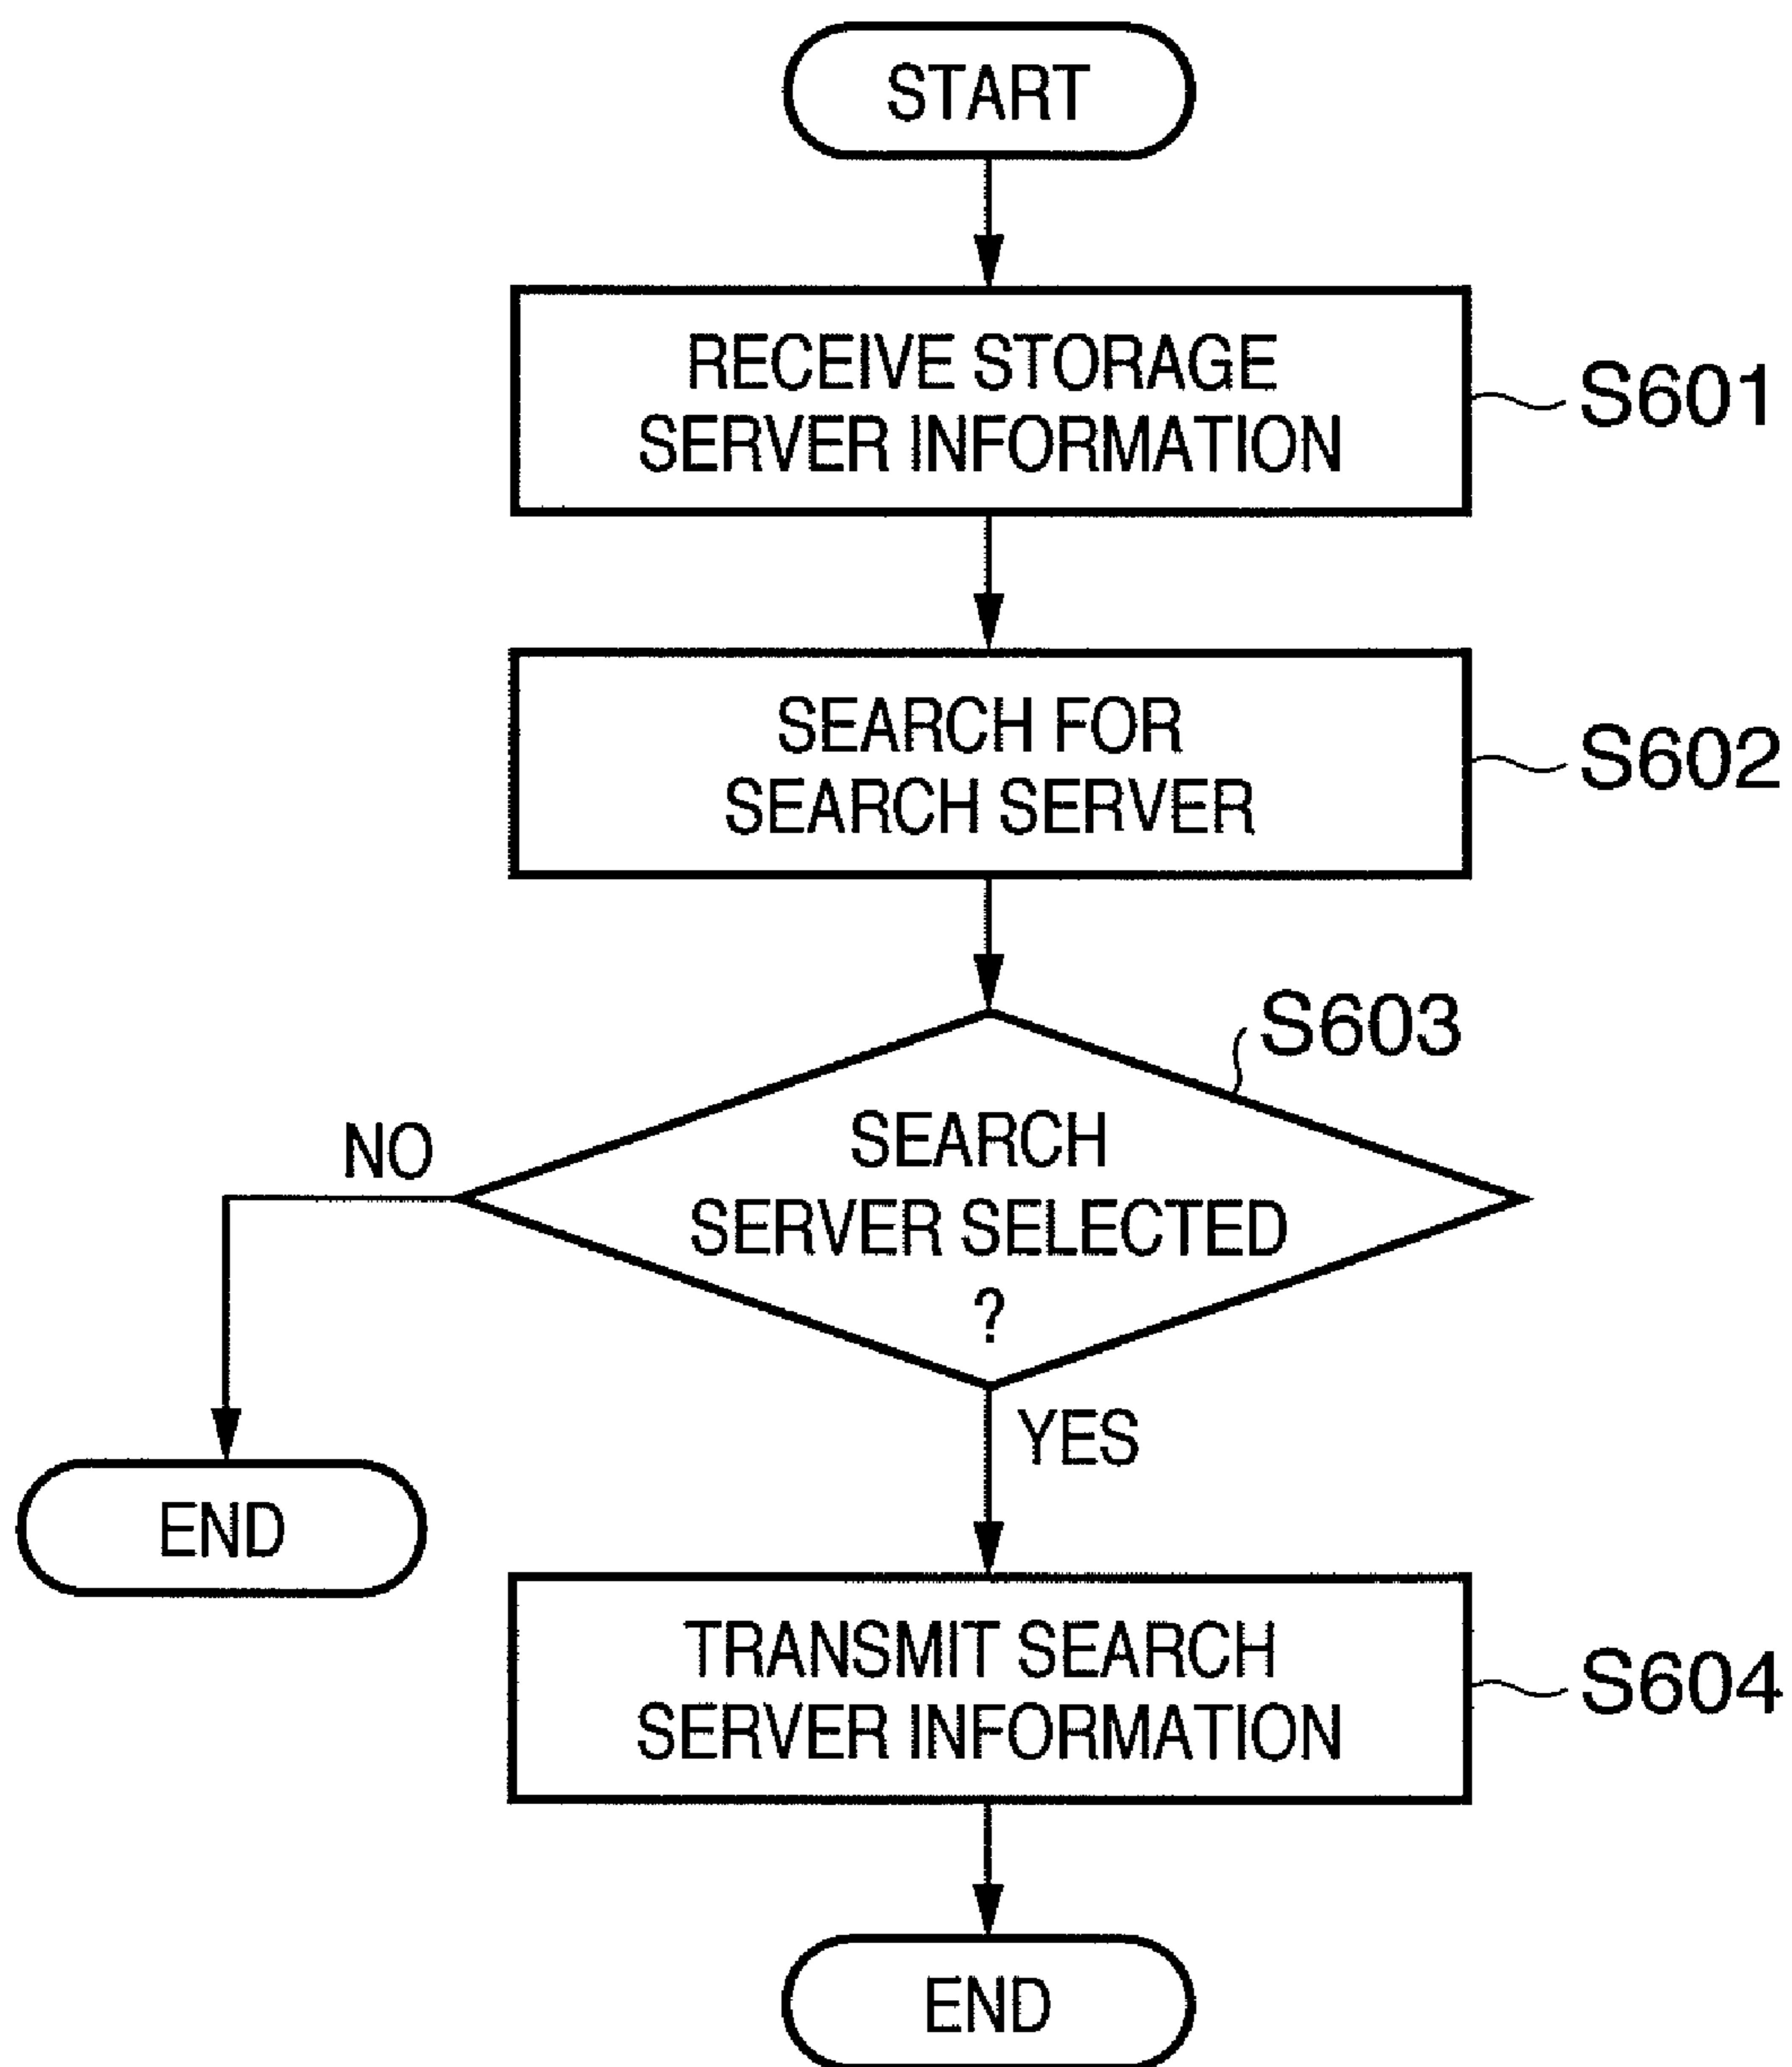 START
RECEIVE STORAGE
SERVER INFORMATION
S601
SEARCH FOR
SEARCH SERVER
S602
S603
SEARCH
SERVER SELECTED
?
NO
YES
END
TRANSMIT SEARCH
SERVER INFORMATION
S604
END